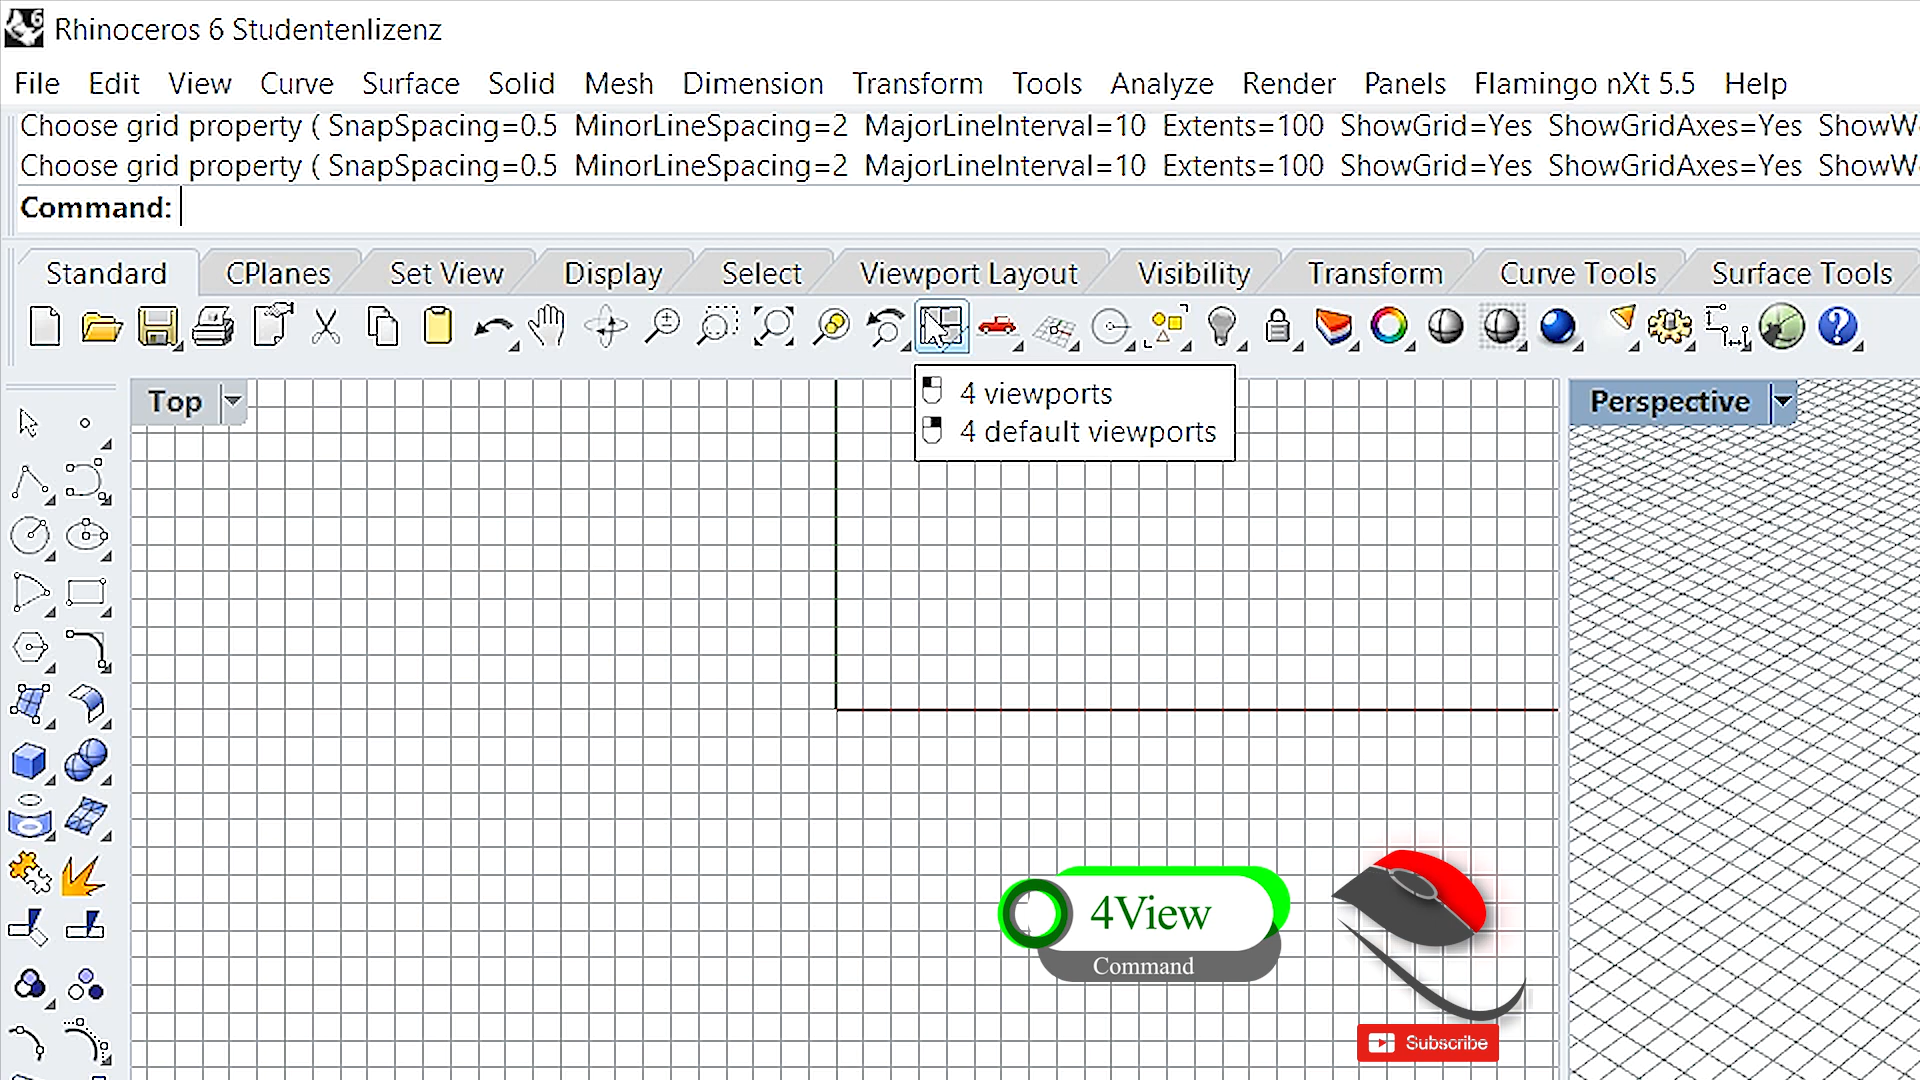 Rhinoceros 6 Studentenlizenz
File Edit View Curve Surface Solid Mesh Dimension Transform Tools Analyze Render Panels Flamingo nXt 5.5 Help
Choose grid property ( SnapSpacing=0.5 MinorLineSpacing=2 MajorLineInterval=10 Extents=100 ShowGrid=Yes ShowGridAxes=Yes ShowW
Choose grid property ( SnapSpacing=0.5 MinorLineSpacing=2 MajorLineInterval=10 Extents=100 ShowGrid=Yes ShowGridAxes=Yes ShowW
Command:
Standard CPlanes Set View Display Select Viewport Layout Visibility Transform Curve Tools Surface Tools
4 viewports
4 default viewports
Top
Perspective
4View
Command
Subscribe